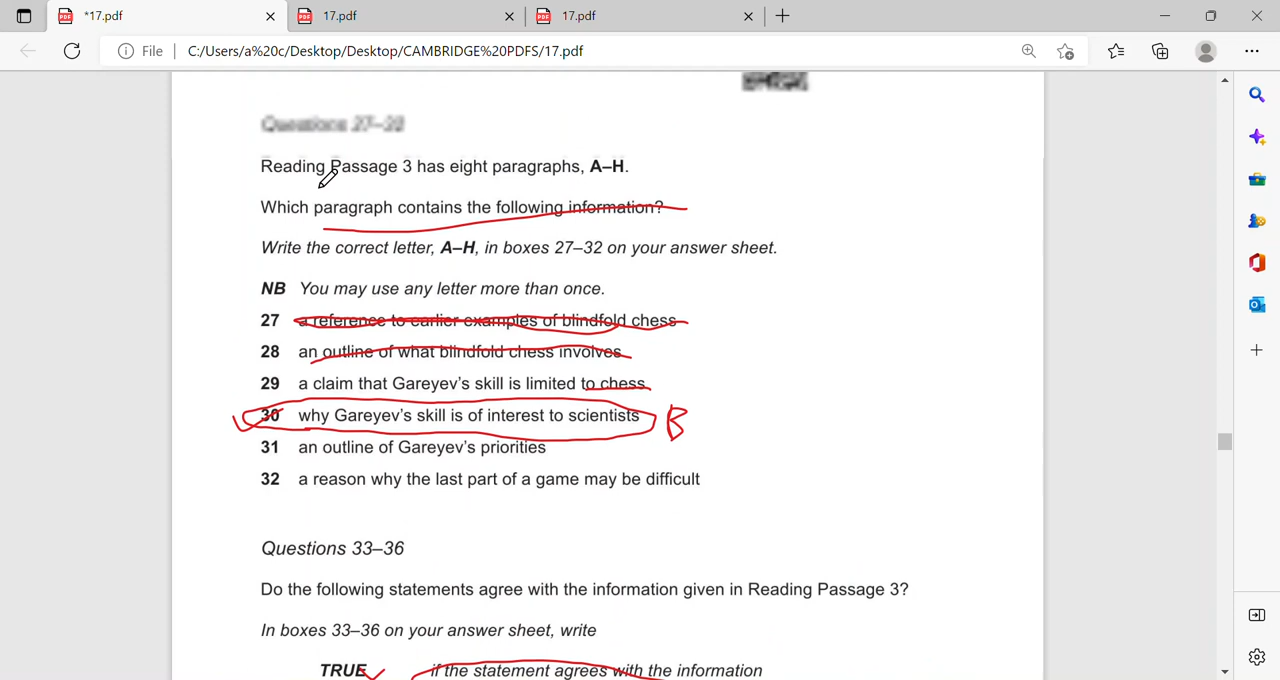 *17.pdf
17.pdf
17.pdf
File C:/Users/a%20c/Desktop/Desktop/CAMBRIDGE%20PDFS/17.pdf
Questions 27–32
Reading Passage 3 has eight paragraphs, A–H.
Which paragraph contains the following information?
Write the correct letter, A–H, in boxes 27–32 on your answer sheet.
NB You may use any letter more than once.
27 a reference to earlier examples of blindfold chess
28 an outline of what blindfold chess involves
29 a claim that Gareyev's skill is limited to chess
30 why Gareyev's skill is of interest to scientists B
31 an outline of Gareyev's priorities
32 a reason why the last part of a game may be difficult
Questions 33–36
Do the following statements agree with the information given in Reading Passage 3?
In boxes 33–36 on your answer sheet, write
TRUE if the statement agrees with the information